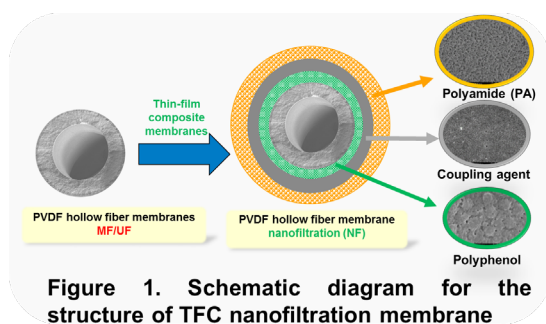 Thin-film
composite
membranes
PVDF hollow fiber membranes
MF/UF
PVDF hollow fiber membrane
nanofiltration (NF)
Polyamide (PA)
Coupling agent
Polyphenol
Figure 1. Schematic diagram for the
structure of TFC nanofiltration membrane